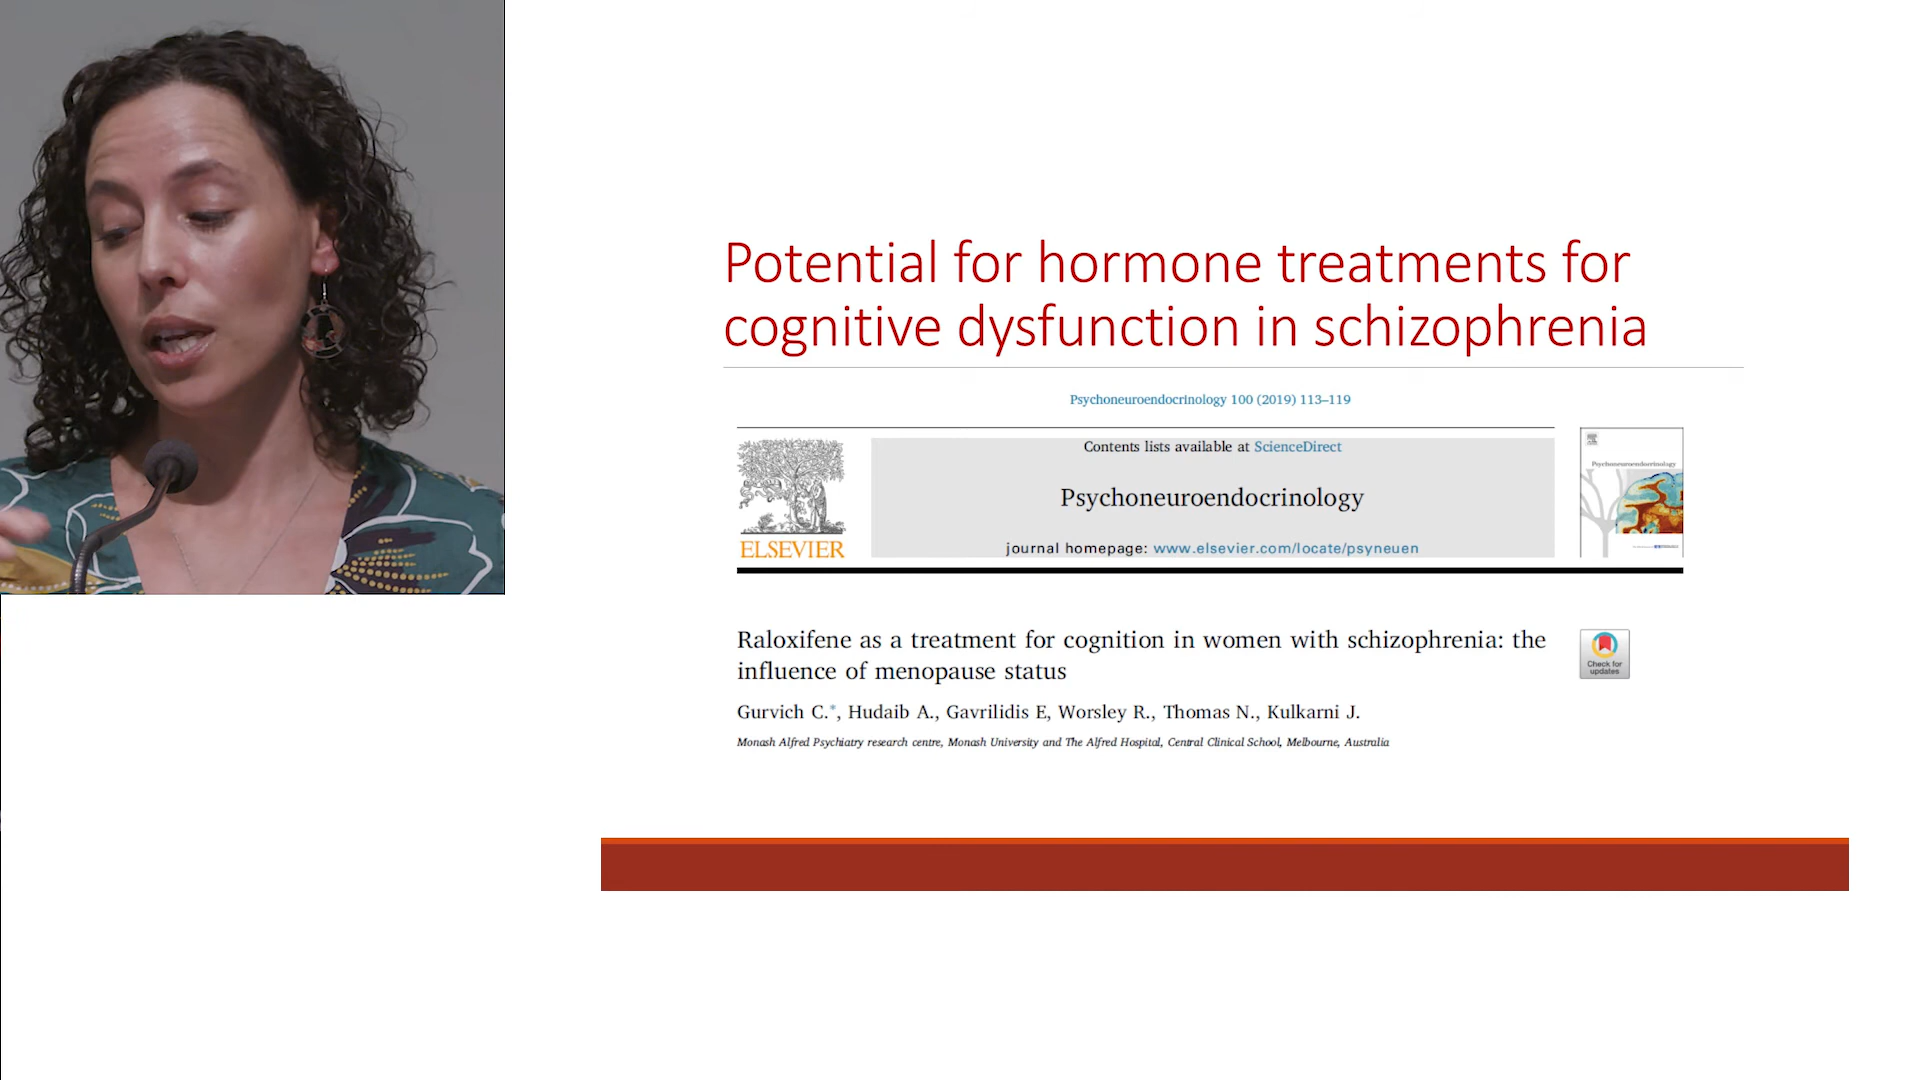 Potential for hormone treatments for
cognitive dysfunction in schizophrenia
Psychoneuroendocrinology 100 (2019) 113–119
Contents lists available at ScienceDirect
Psychoneuroendocrinology
journal homepage: www.elsevier.com/locate/psyneuen
ELSEVIER
Psychoneuroendocrinology
Raloxifene as a treatment for cognition in women with schizophrenia: the
influence of menopause status
Check for
updates
Gurvich C.*, Hudaib A., Gavrilidis E, Worsley R., Thomas N., Kulkarni J.
Monash Alfred Psychiatry research centre, Monash University and The Alfred Hospital, Central Clinical School, Melbourne, Australia